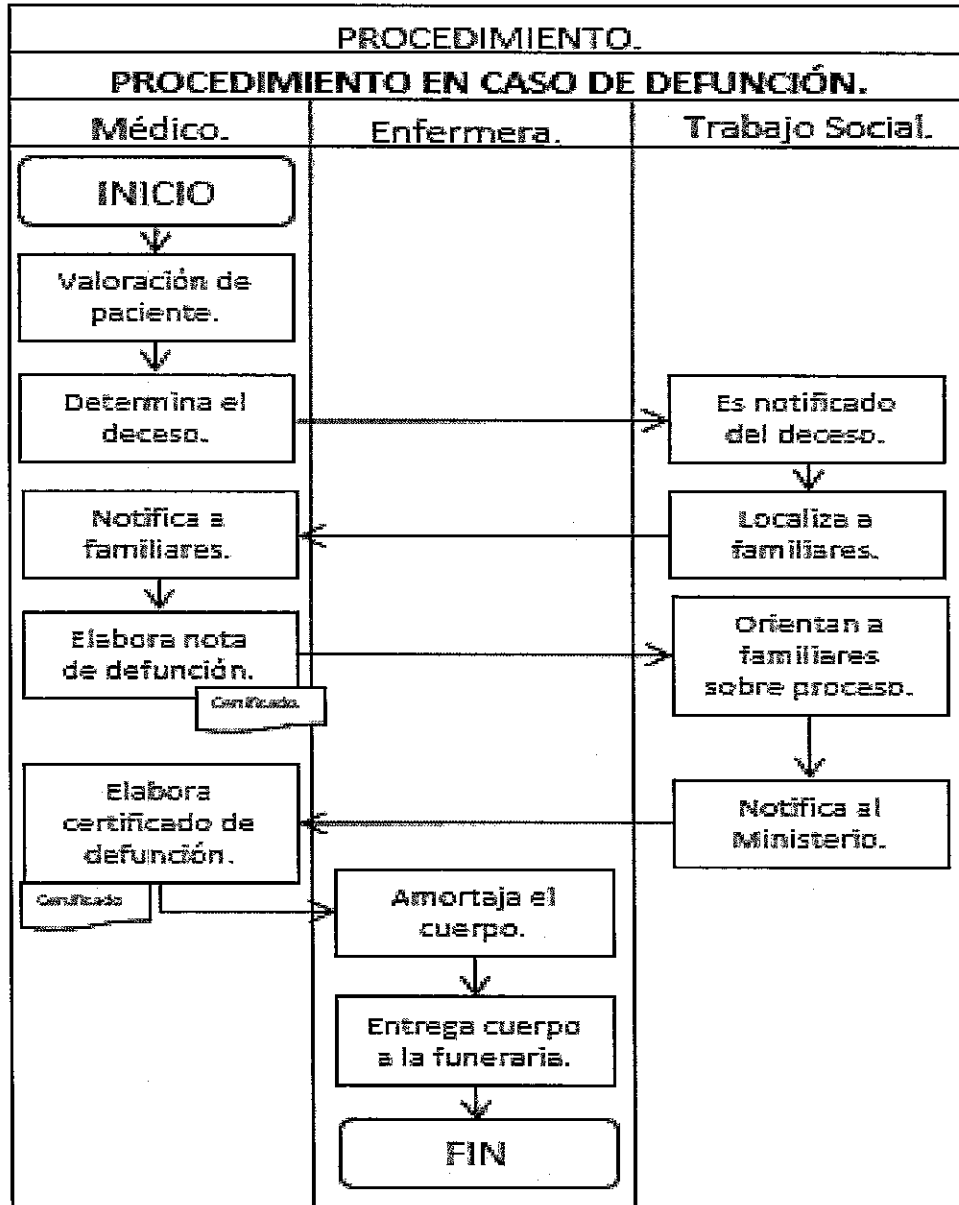 PROCEDIMIENTO.
PROCEDIMIENTO EN CASO DE DEFUNCIÓN.
Médico.
Enfermera.
Trabajo Social.
INICIO
Valoración de
paciente.
Determina el
deceso.
Es notificado
del deceso.
Localiza a
familiares.
Notifica a
familiares.
Elabora nota
de defunción.
Certificado.
Orientan a
familiares
sobre proceso.
Notifica al
Ministerio.
Elabora
certificado de
defunción.
Certificado
Amortaja el
cuerpo.
Entrega cuerpo
a la funeraria.
FIN